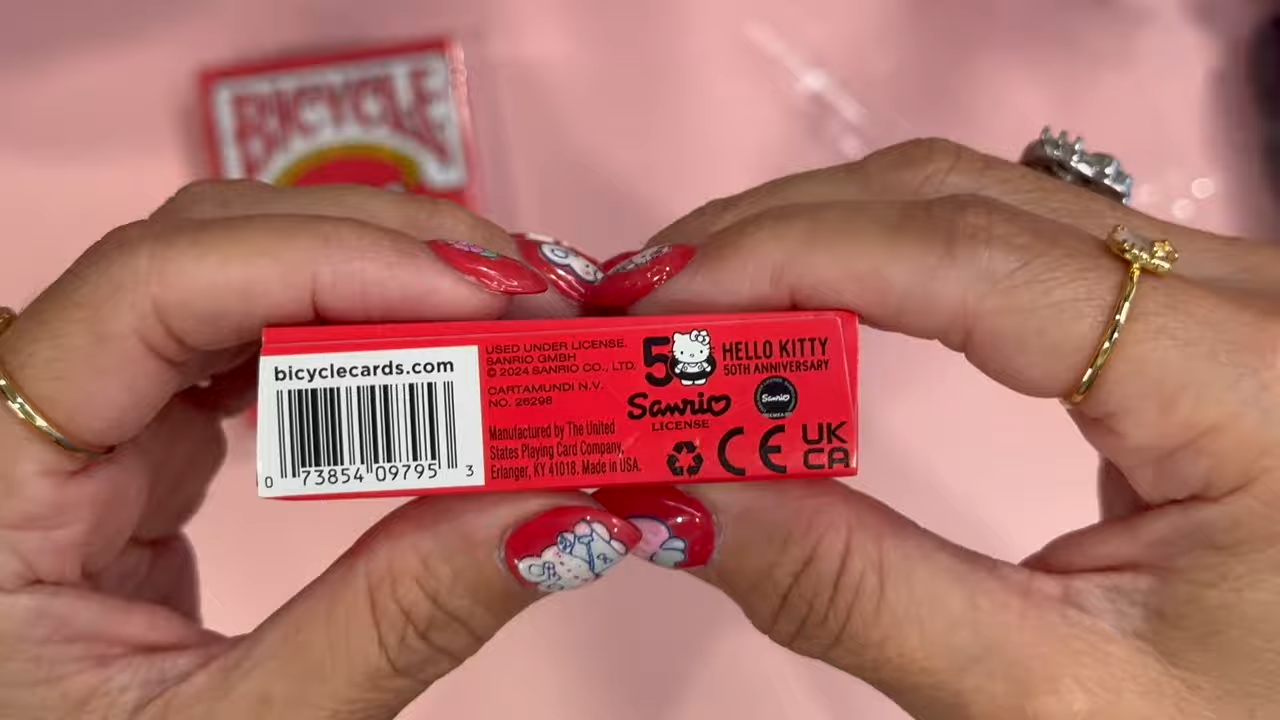 BICYCLE
bicyclecards.com
0 73854 09795 3
USED UNDER LICENSE.
SANRIO GMBH
© 2024 SANRIO CO., LTD.
CARTAMUNDI N.V.
NO. 26298
Manufactured by The United
States Playing Card Company,
Erlanger, KY 41018. Made in USA.
50 HELLO KITTY
50TH ANNIVERSARY
Sanrio
LICENSE
Sanrio
CE
UK
CA